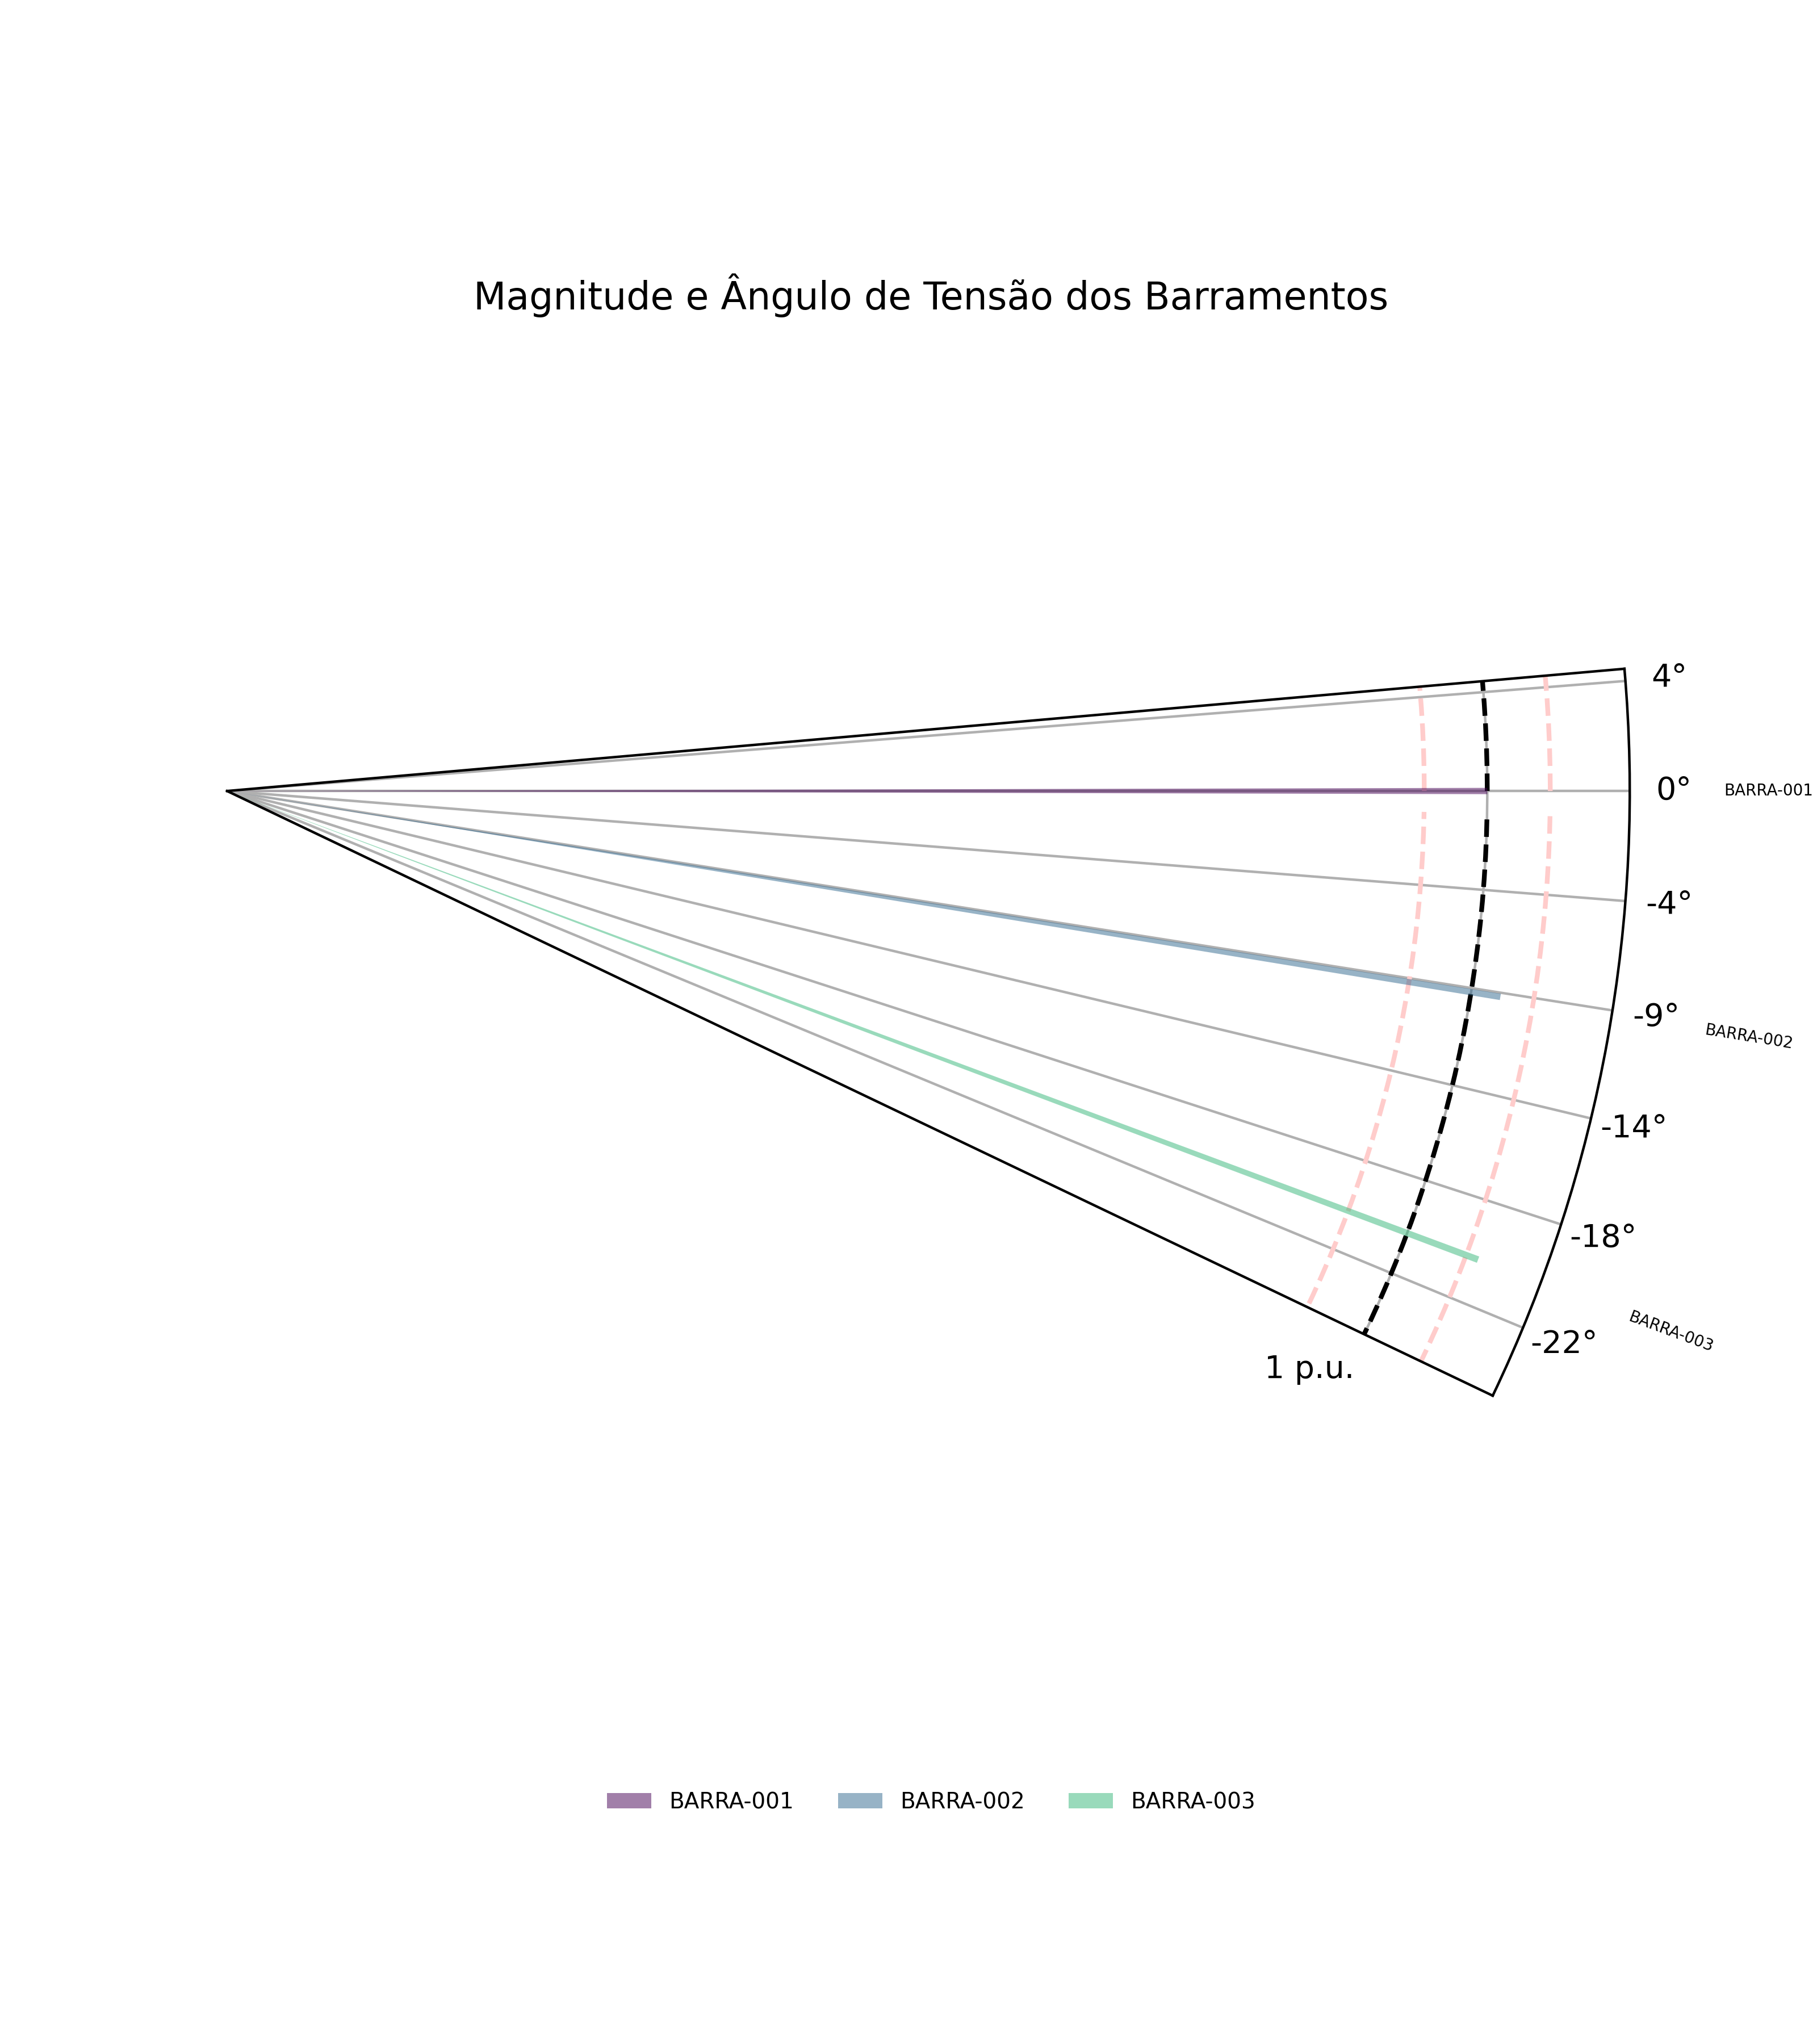 Magnitude e Ângulo de Tensão dos Barramentos
4°
0°
BARRA-001
-4°
-9°
BARRA-002
-14°
-18°
BARRA-003
-22°
1 p.u.
BARRA-001
BARRA-002
BARRA-003